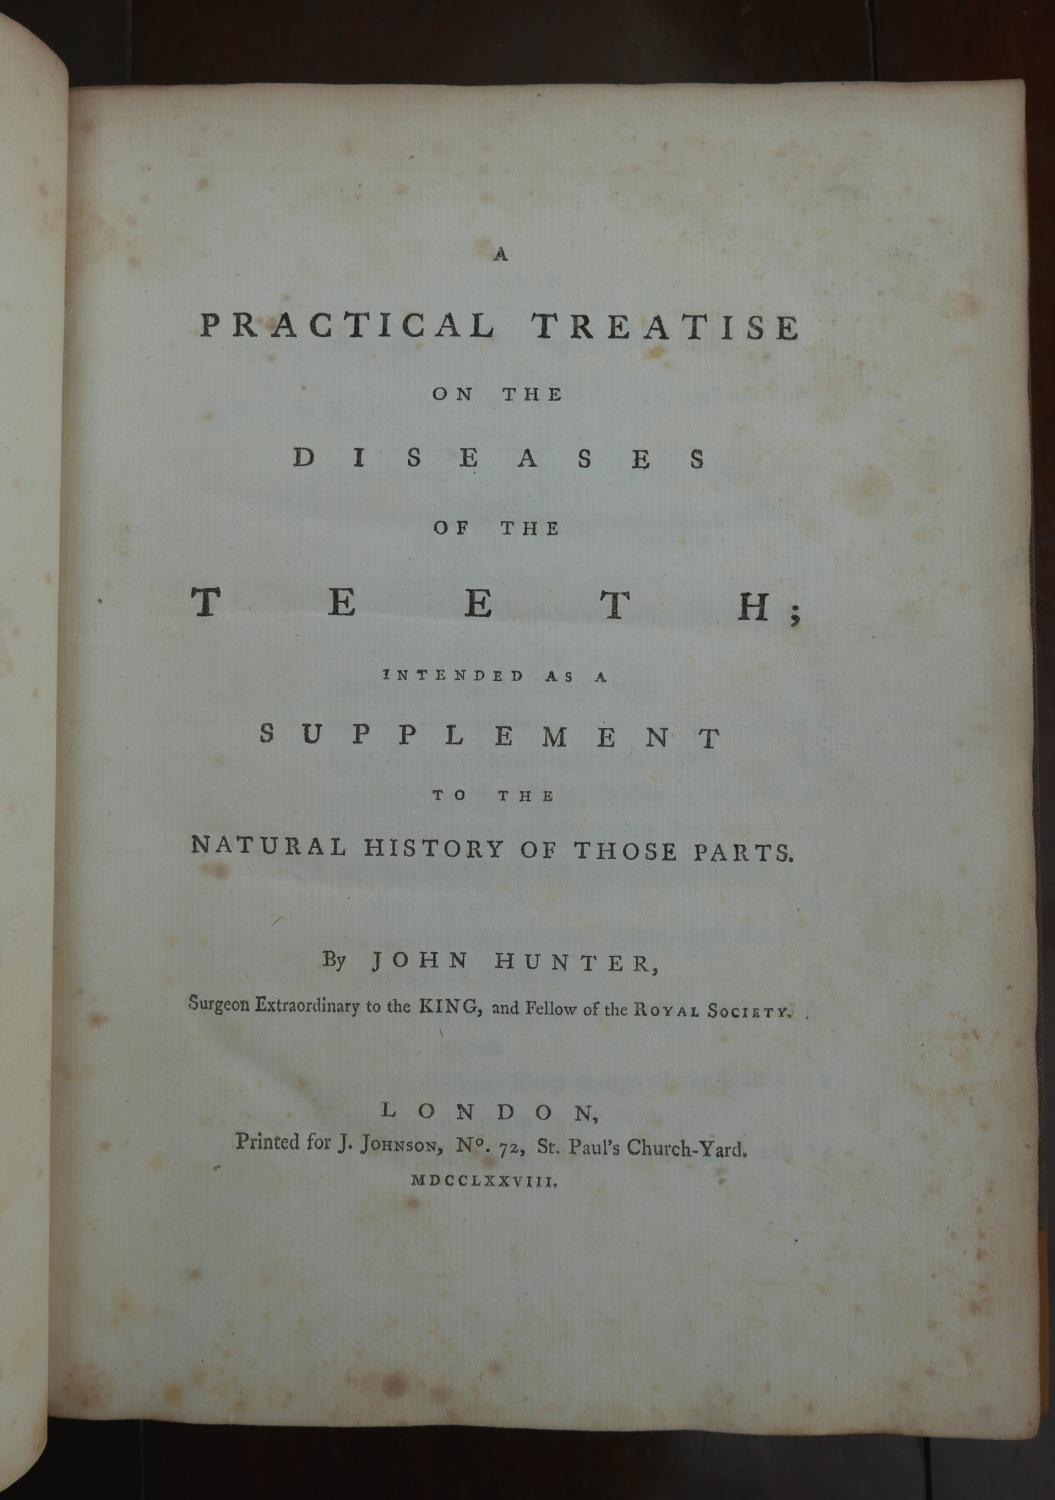 A
PRACTICAL TREATISE
ON THE
DISEASES
OF THE
TEETH;
INTENDED AS A
SUPPLEMENT
TO THE
NATURAL HISTORY OF THOSE PARTS.
By JOHN HUNTER,
Surgeon Extraordinary to the KING, and Fellow of the ROYAL SOCIETY.
LONDON,
Printed for J. JOHNSON, Nº. 72, St. Paul's Church-Yard.
MDCCLXXVIII.